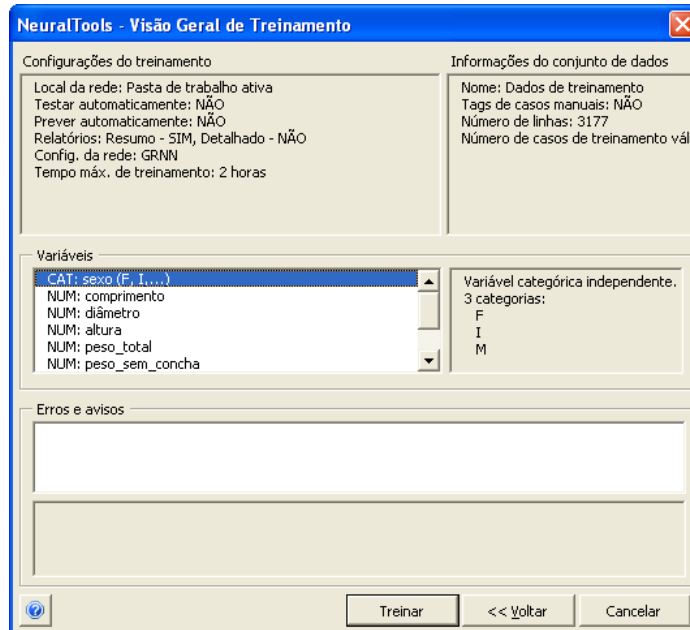 NeuralTools - Visão Geral de Treinamento
Configurações do treinamento
Local da rede: Pasta de trabalho ativa
Testar automaticamente: NÃO
Prever automaticamente: NÃO
Relatórios: Resumo - SIM, Detalhado - NÃO
Config. da rede: GRNN
Tempo máx. de treinamento: 2 horas
Informações do conjunto de dados
Nome: Dados de treinamento
Tags de casos manuais: NÃO
Número de linhas: 3177
Número de casos de treinamento vál
Variáveis
CAT: sexo (F, I,...)
NUM: comprimento
NUM: diâmetro
NUM: altura
NUM: peso_total
NUM: peso_sem_concha
Variável categórica independente.
3 categorias:
F
I
M
Erros e avisos
Treinar
<< Voltar
Cancelar